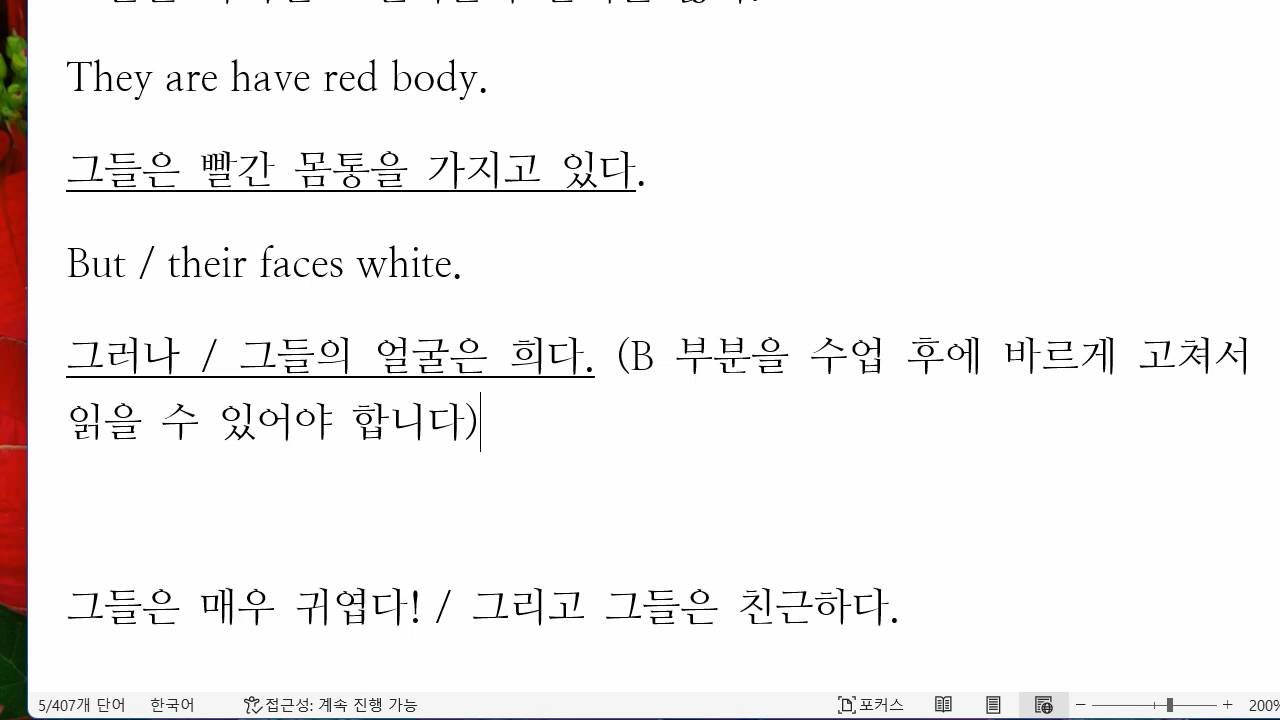 They are have red body.
그들은 빨간 몸통을 가지고 있다.
But / their faces white.
그러나 / 그들의 얼굴은 희다. (B 부분을 수업 후에 바르게 고쳐서
읽을 수 있어야 합니다)
그들은 매우 귀엽다! / 그리고 그들은 친근하다.
5/407개 단어 한국어 접근성: 계속 진행 가능 포커스 200%